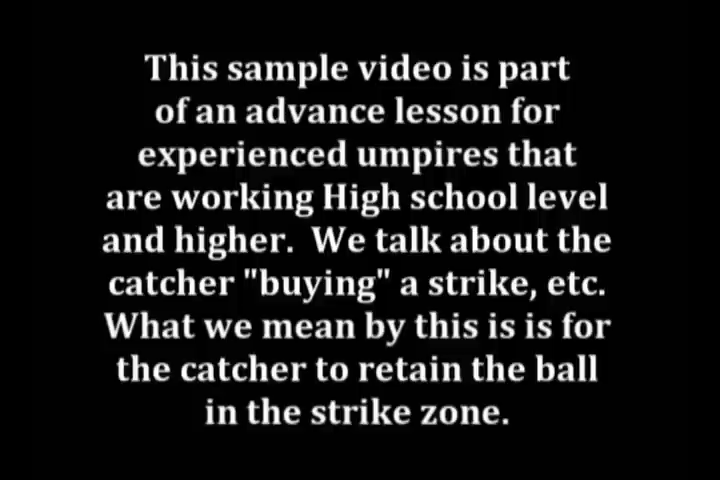 This sample video is part
of an advance lesson for
experienced umpires that
are working High school level
and higher.  We talk about the
catcher "buying" a strike, etc.
What we mean by this is is for
the catcher to retain the ball
in the strike zone.